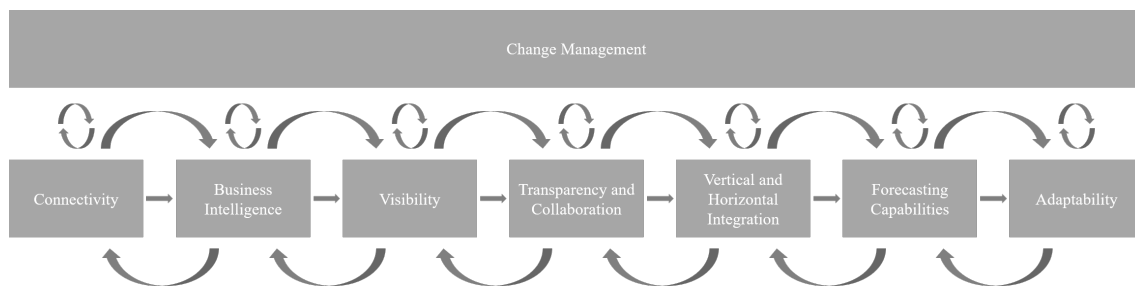 Change Management
Connectivity
Business
Intelligence
Visibility
Transparency and
Collaboration
Vertical and
Horizontal
Integration
Forecasting
Capabilities
Adaptability